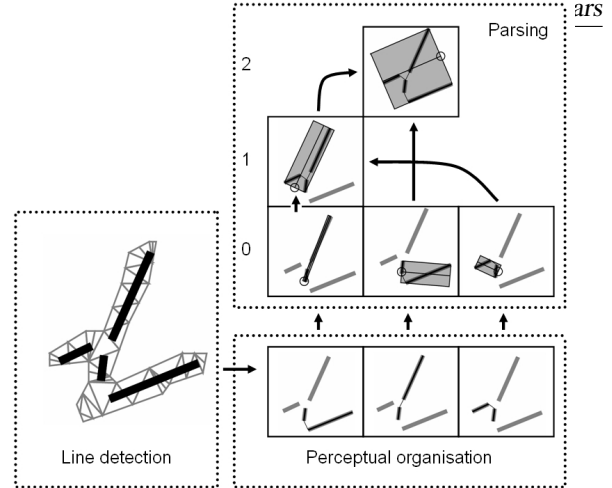 ars
Parsing
2
1
0
Line detection
Perceptual organisation